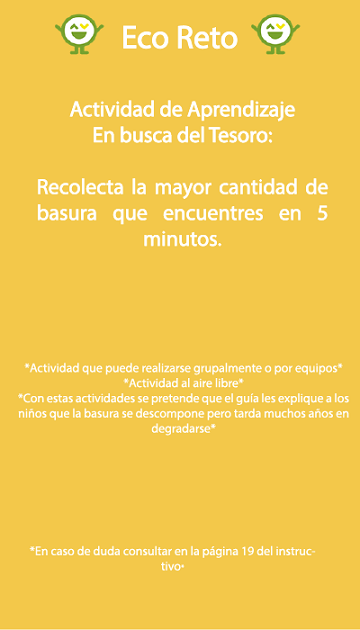 Eco Reto
Actividad de Aprendizaje
En busca del Tesoro:
Recolecta la mayor cantidad de
basura que encuentres en 5
minutos.
*Actividad que puede realizarse grupalmente o por equipos*
*Actividad al aire libre*
*Con estas actividades se pretende que el guía les explique a los
niños que la basura se descompone pero tarda muchos años en
degradarse*
*En caso de duda consultar en la página 19 del instruc-
tivo*